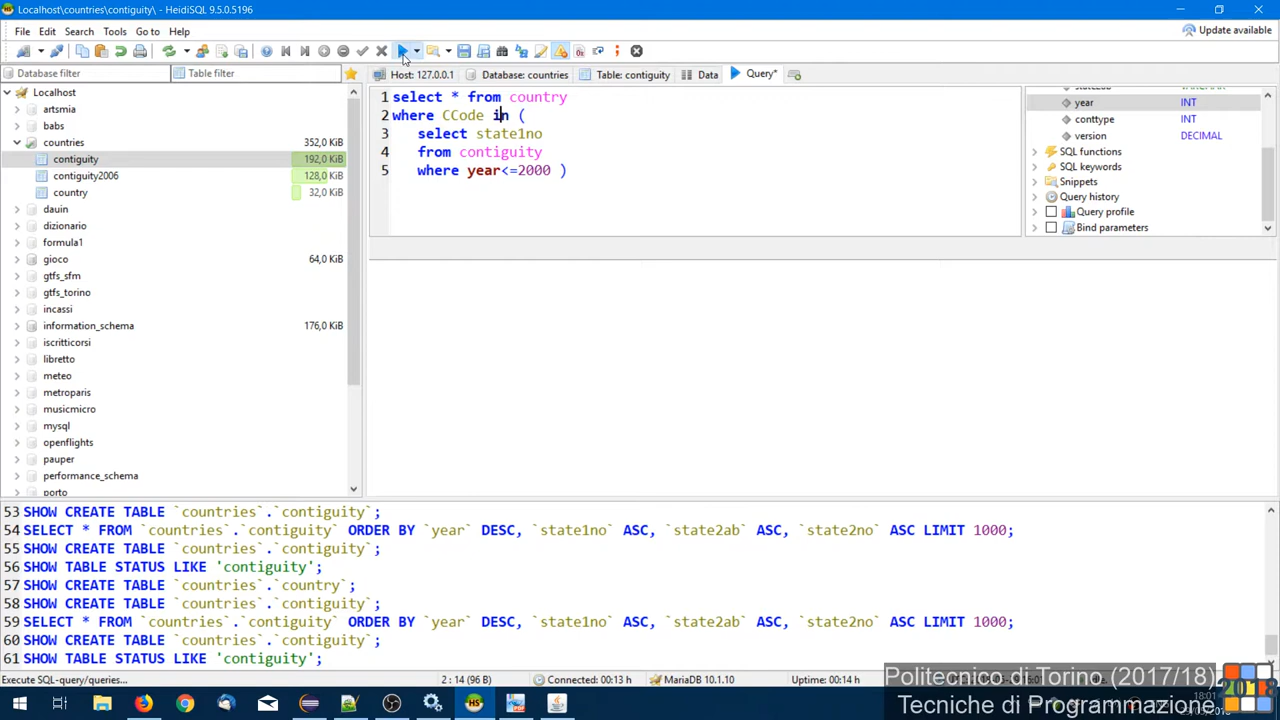 Localhost\countries\contiguity\ - HeidiSQL 9.5.0.5196
File Edit Search Tools Go to Help
Update available
Database filter
Table filter
Host: 127.0.0.1
Database: countries
Table: contiguity
Data
Query*
Localhost
artsmia
babs
countries 352,0 KiB
contiguity 192,0 KiB
contiguity2006 128,0 KiB
country 32,0 KiB
dauin
dizionario
formula1
gioco 64,0 KiB
gtfs_sfm
gtfs_torino
incassi
information_schema 176,0 KiB
iscritticorsi
libretto
meteo
metroparis
musicmicro
mysql
openflights
pauper
performance_schema
porto
1 select * from country
2 where CCode in (
3 select state1no
4 from contiguity
5 where year<=2000 )
state2ab VARCHAR
year INT
conttype INT
version DECIMAL
SQL functions
SQL keywords
Snippets
Query history
Query profile
Bind parameters
53 SHOW CREATE TABLE `countries`.`contiguity`;
54 SELECT * FROM `countries`.`contiguity` ORDER BY `year` DESC, `state1no` ASC, `state2ab` ASC, `state2no` ASC LIMIT 1000;
55 SHOW CREATE TABLE `countries`.`contiguity`;
56 SHOW TABLE STATUS LIKE 'contiguity';
57 SHOW CREATE TABLE `countries`.`country`;
58 SHOW CREATE TABLE `countries`.`contiguity`;
59 SELECT * FROM `countries`.`contiguity` ORDER BY `year` DESC, `state1no` ASC, `state2ab` ASC, `state2no` ASC LIMIT 1000;
60 SHOW CREATE TABLE `countries`.`contiguity`;
61 SHOW TABLE STATUS LIKE 'contiguity';
Execute SQL-query/queries...
2 : 14 (96 B)
Connected: 00:13 h
MariaDB 10.1.10
Uptime: 00:14 h
Politecnico di Torino (2017/18)
Tecniche di Programmazione
18:01
2018